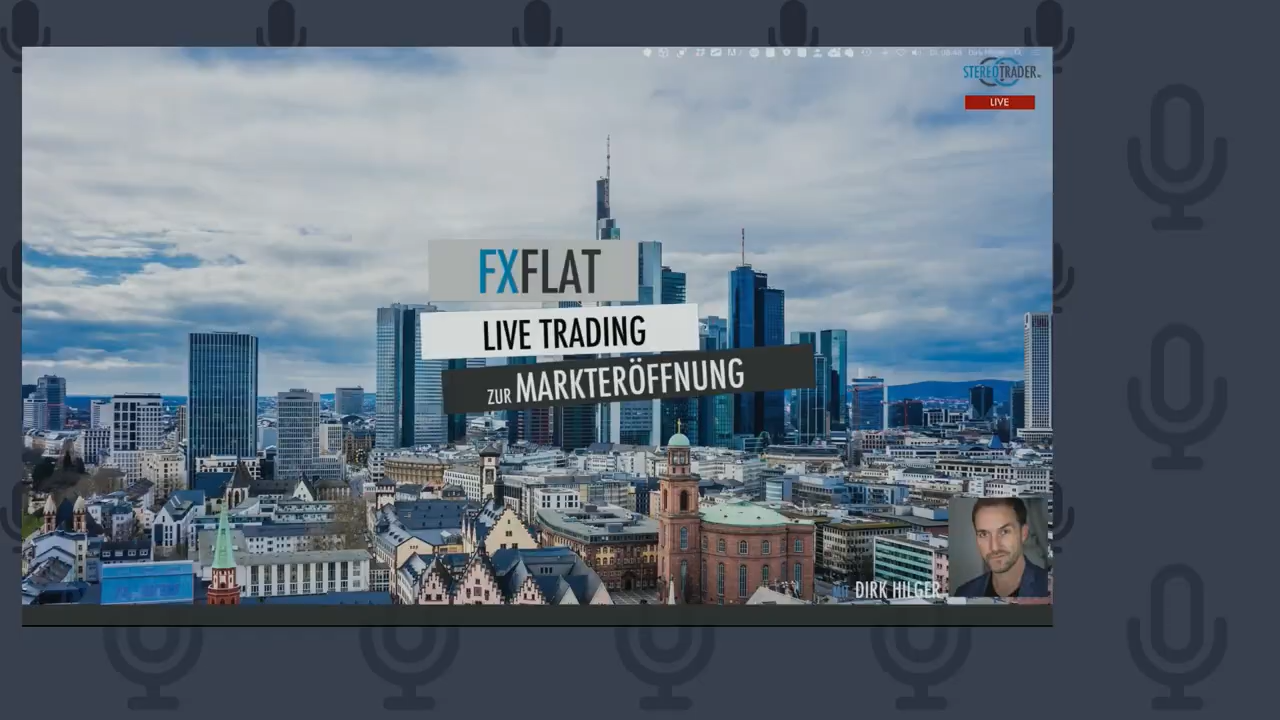 STEREOTRADER
LIVE
FXFLAT
LIVE TRADING
ZUR MARKTERÖFFNUNG
DIRK HILGER